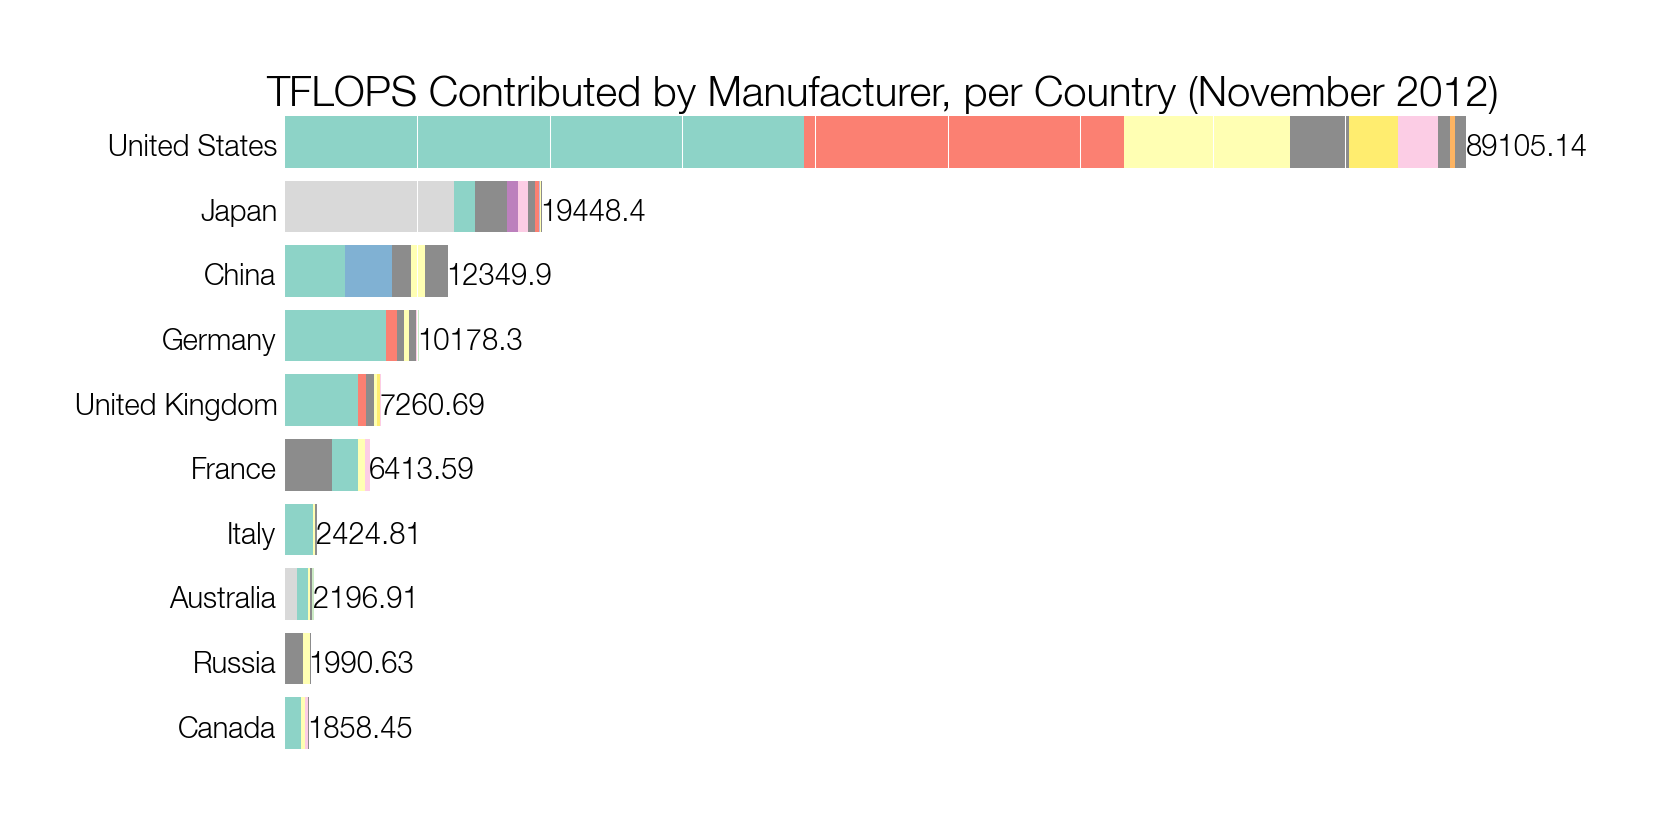 TFLOPS Contributed by Manufacturer, per Country (November 2012)
United States 89105.14
Japan 19448.4
China 12349.9
Germany 10178.3
United Kingdom 7260.69
France 6413.59
Italy 2424.81
Australia 2196.91
Russia 1990.63
Canada 1858.45